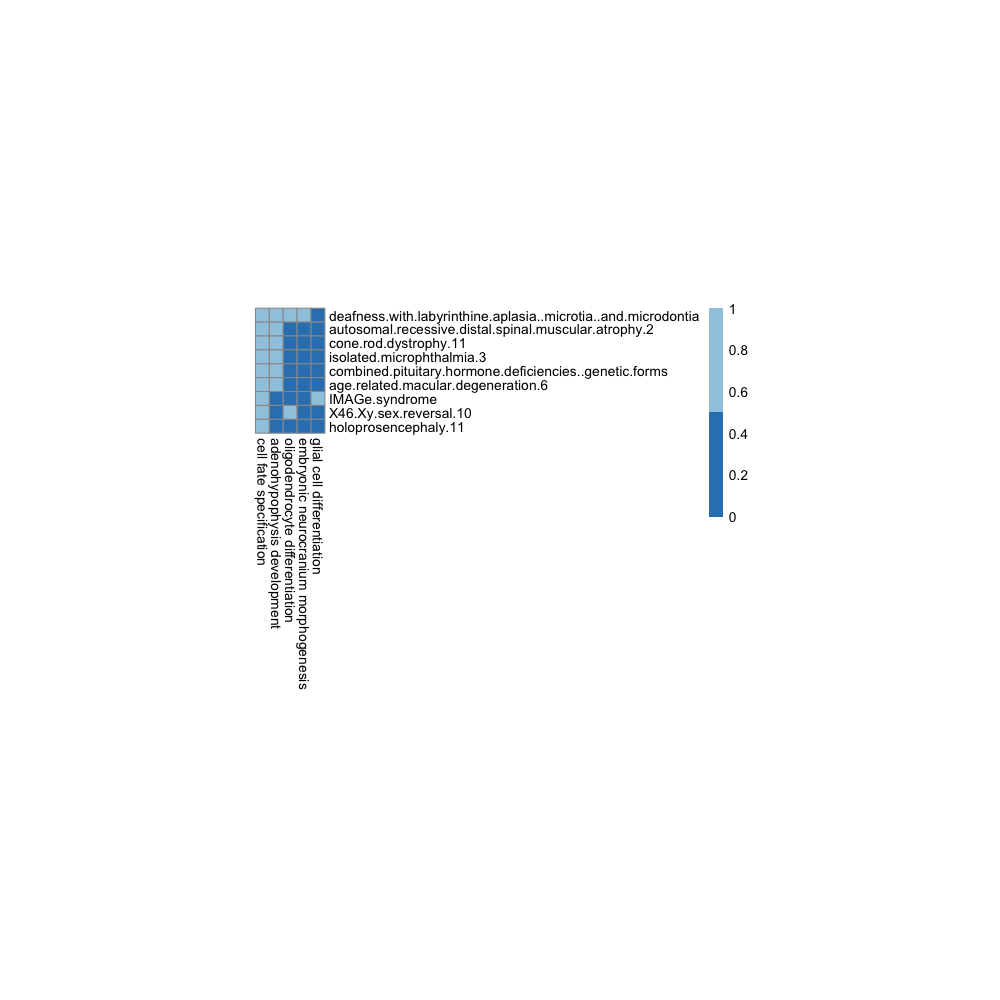 deafness.with.labyrinthine.aplasia..microtia..and.microdontia
autosomal.recessive.distal.spinal.muscular.atrophy.2
cone.rod.dystrophy.11
isolated.microphthalmia.3
combined.pituitary.hormone.deficiencies..genetic.forms
age.related.macular.degeneration.6
IMAGe.syndrome
X46.Xy.sex.reversal.10
holoprosencephaly.11
cell fate specification
adenohypophysis development
oligodendrocyte differentiation
embryonic neurocranium morphogenesis
glial cell differentiation
1
0.8
0.6
0.4
0.2
0